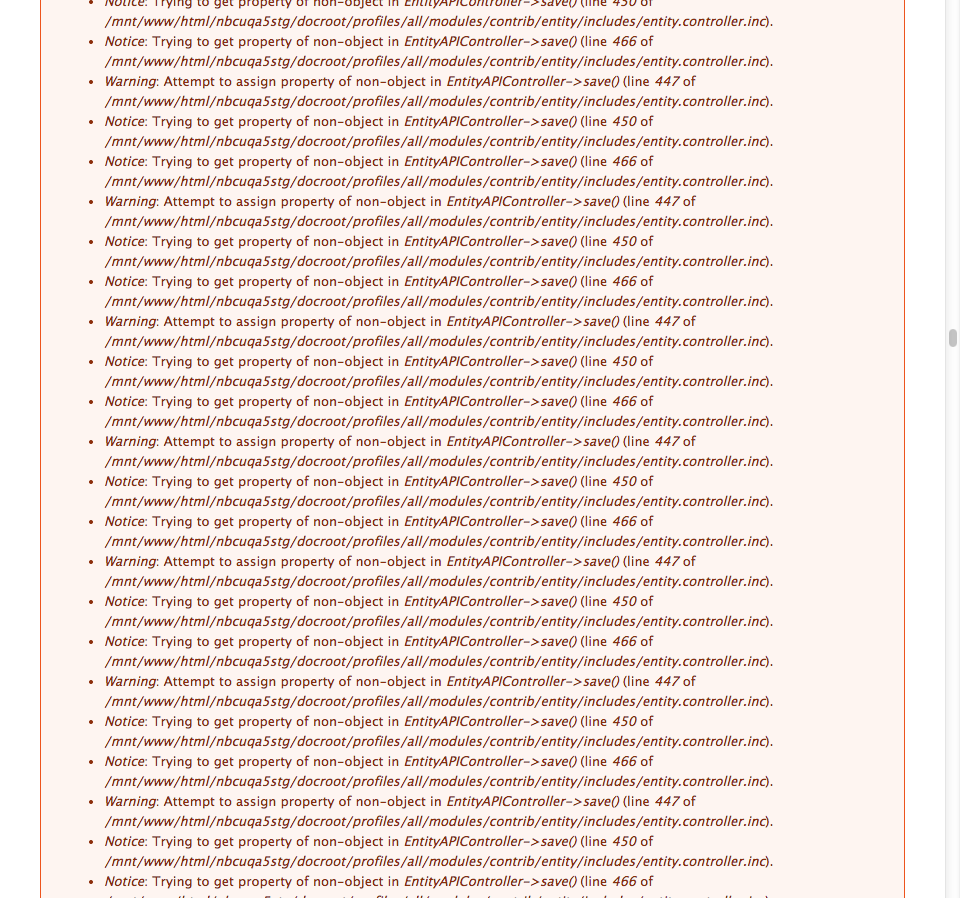 Notice: Trying to get property of non-object in EntityAPIController->save() (line 450 of
/mnt/www/html/nbcuqa5stg/docroot/profiles/all/modules/contrib/entity/includes/entity.controller.inc).
Notice: Trying to get property of non-object in EntityAPIController->save() (line 466 of
/mnt/www/html/nbcuqa5stg/docroot/profiles/all/modules/contrib/entity/includes/entity.controller.inc).
Warning: Attempt to assign property of non-object in EntityAPIController->save() (line 447 of
/mnt/www/html/nbcuqa5stg/docroot/profiles/all/modules/contrib/entity/includes/entity.controller.inc).
Notice: Trying to get property of non-object in EntityAPIController->save() (line 450 of
/mnt/www/html/nbcuqa5stg/docroot/profiles/all/modules/contrib/entity/includes/entity.controller.inc).
Notice: Trying to get property of non-object in EntityAPIController->save() (line 466 of
/mnt/www/html/nbcuqa5stg/docroot/profiles/all/modules/contrib/entity/includes/entity.controller.inc).
Warning: Attempt to assign property of non-object in EntityAPIController->save() (line 447 of
/mnt/www/html/nbcuqa5stg/docroot/profiles/all/modules/contrib/entity/includes/entity.controller.inc).
Notice: Trying to get property of non-object in EntityAPIController->save() (line 450 of
/mnt/www/html/nbcuqa5stg/docroot/profiles/all/modules/contrib/entity/includes/entity.controller.inc).
Notice: Trying to get property of non-object in EntityAPIController->save() (line 466 of
/mnt/www/html/nbcuqa5stg/docroot/profiles/all/modules/contrib/entity/includes/entity.controller.inc).
Warning: Attempt to assign property of non-object in EntityAPIController->save() (line 447 of
/mnt/www/html/nbcuqa5stg/docroot/profiles/all/modules/contrib/entity/includes/entity.controller.inc).
Notice: Trying to get property of non-object in EntityAPIController->save() (line 450 of
/mnt/www/html/nbcuqa5stg/docroot/profiles/all/modules/contrib/entity/includes/entity.controller.inc).
Notice: Trying to get property of non-object in EntityAPIController->save() (line 466 of
/mnt/www/html/nbcuqa5stg/docroot/profiles/all/modules/contrib/entity/includes/entity.controller.inc).
Warning: Attempt to assign property of non-object in EntityAPIController->save() (line 447 of
/mnt/www/html/nbcuqa5stg/docroot/profiles/all/modules/contrib/entity/includes/entity.controller.inc).
Notice: Trying to get property of non-object in EntityAPIController->save() (line 450 of
/mnt/www/html/nbcuqa5stg/docroot/profiles/all/modules/contrib/entity/includes/entity.controller.inc).
Notice: Trying to get property of non-object in EntityAPIController->save() (line 466 of
/mnt/www/html/nbcuqa5stg/docroot/profiles/all/modules/contrib/entity/includes/entity.controller.inc).
Warning: Attempt to assign property of non-object in EntityAPIController->save() (line 447 of
/mnt/www/html/nbcuqa5stg/docroot/profiles/all/modules/contrib/entity/includes/entity.controller.inc).
Notice: Trying to get property of non-object in EntityAPIController->save() (line 450 of
/mnt/www/html/nbcuqa5stg/docroot/profiles/all/modules/contrib/entity/includes/entity.controller.inc).
Notice: Trying to get property of non-object in EntityAPIController->save() (line 466 of
/mnt/www/html/nbcuqa5stg/docroot/profiles/all/modules/contrib/entity/includes/entity.controller.inc).
Warning: Attempt to assign property of non-object in EntityAPIController->save() (line 447 of
/mnt/www/html/nbcuqa5stg/docroot/profiles/all/modules/contrib/entity/includes/entity.controller.inc).
Notice: Trying to get property of non-object in EntityAPIController->save() (line 450 of
/mnt/www/html/nbcuqa5stg/docroot/profiles/all/modules/contrib/entity/includes/entity.controller.inc).
Notice: Trying to get property of non-object in EntityAPIController->save() (line 466 of
/mnt/www/html/nbcuqa5stg/docroot/profiles/all/modules/contrib/entity/includes/entity.controller.inc).
Warning: Attempt to assign property of non-object in EntityAPIController->save() (line 447 of
/mnt/www/html/nbcuqa5stg/docroot/profiles/all/modules/contrib/entity/includes/entity.controller.inc).
Notice: Trying to get property of non-object in EntityAPIController->save() (line 450 of
/mnt/www/html/nbcuqa5stg/docroot/profiles/all/modules/contrib/entity/includes/entity.controller.inc).
Notice: Trying to get property of non-object in EntityAPIController->save() (line 466 of